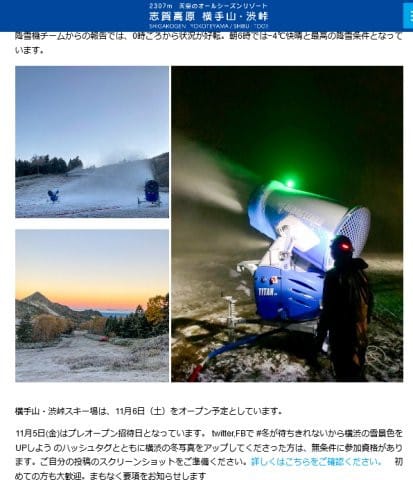 2307m 天空のオールシーズンリゾート
志賀高原 横手山・渋峠
SHIGAKOGEN YOKOTEYAMA / SHIBU-TOGE
降雪機チームからの報告では、0時ごろから状況が好転。朝6時では-4℃快晴と最高の降雪条件となって
います。
TITAN
横手山・渋峠スキー場は、11月6日（土）をオープン予定としています。
11月5日(金)はプレオープン招待日となっています。 twitter,FBで #冬が待ちきれないから横浜の雪景色を
UPしよう のハッシュタグとともに横浜の冬写真をアップしてくださった方は、無条件に参加資格がありま
す。ご自分の投稿のスクリーンショットをご準備ください。詳しくはこちらをご確認ください。 初
めての方も大歓迎。まもなく要項をお知らせします